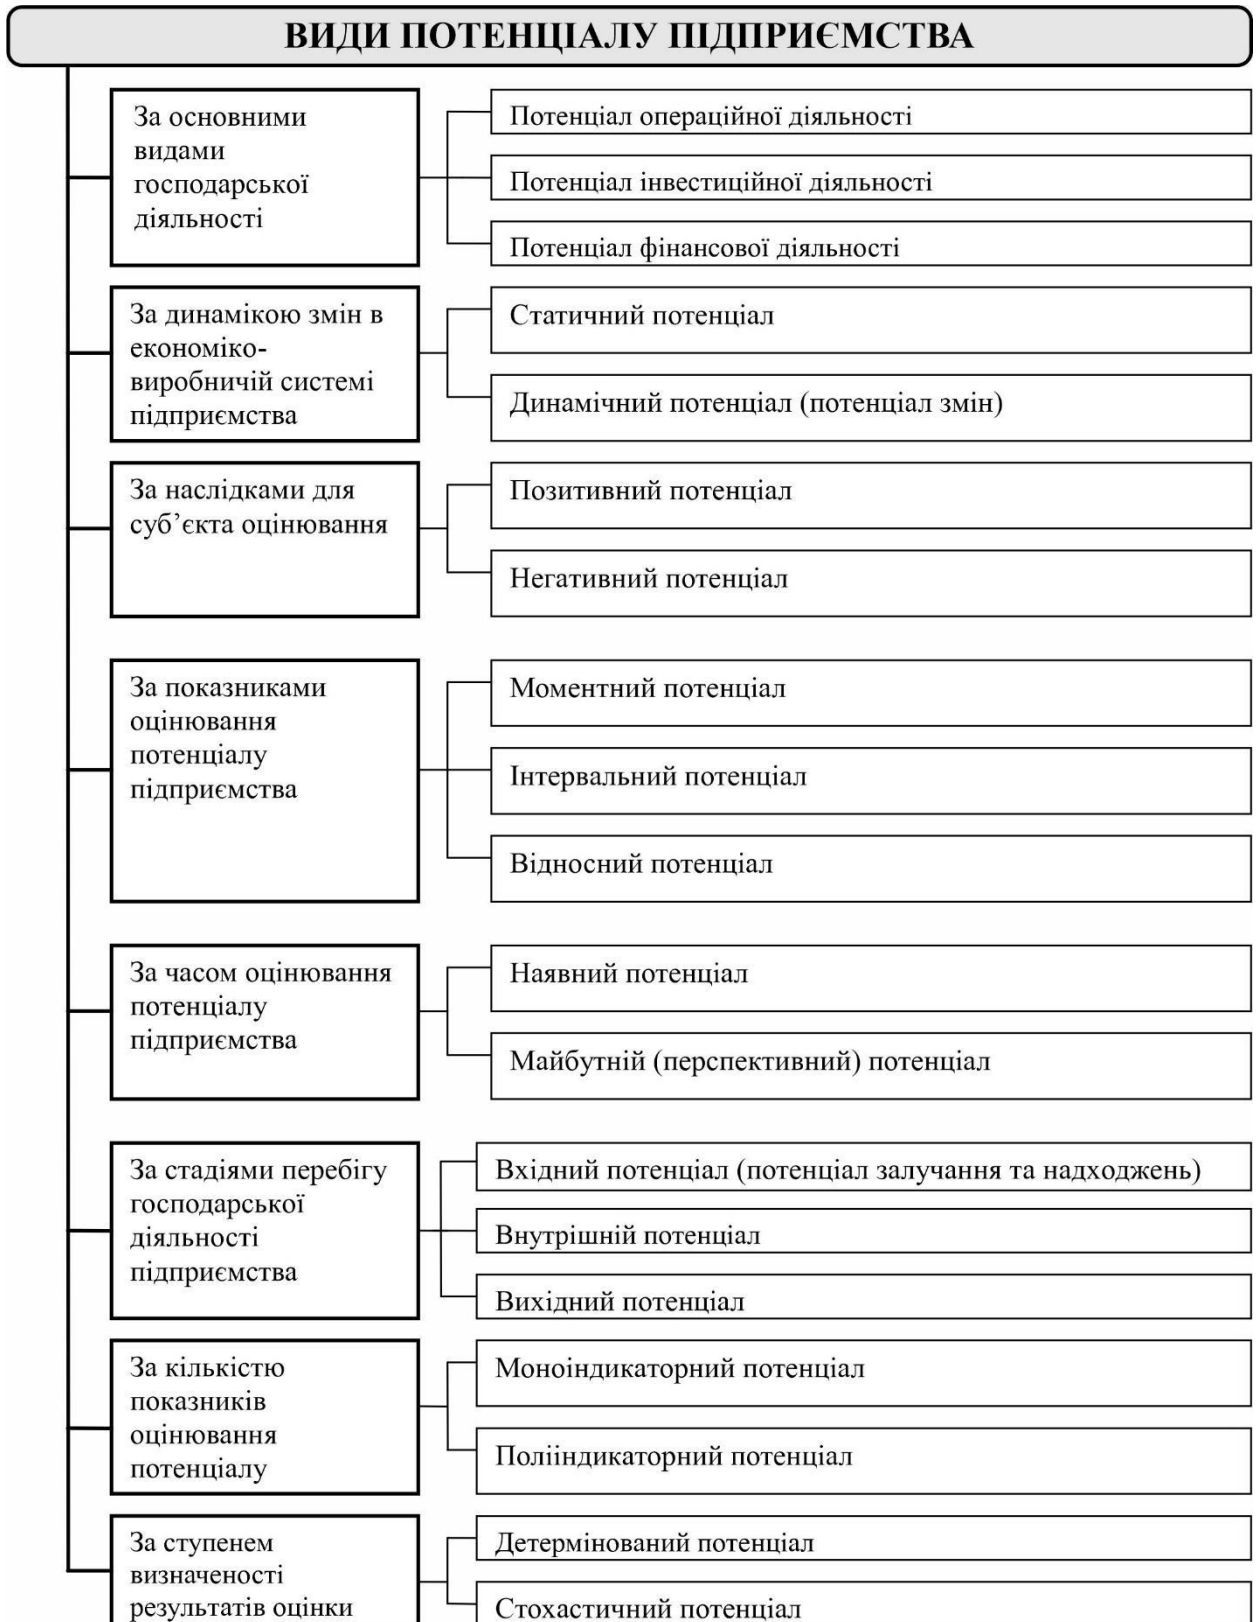 ВИДИ ПОТЕНЦІАЛУ ПІДПРИЄМСТВА
За основними
видами
господарської
діяльності
Потенціал операційної діяльності
Потенціал інвестиційної діяльності
Потенціал фінансової діяльності
За динамікою змін в
економіко-
виробничій системі
підприємства
Статичний потенціал
Динамічний потенціал (потенціал змін)
За наслідками для
суб’єкта оцінювання
Позитивний потенціал
Негативний потенціал
За показниками
оцінювання
потенціалу
підприємства
Моментний потенціал
Інтервальний потенціал
Відносний потенціал
За часом оцінювання
потенціалу
підприємства
Наявний потенціал
Майбутній (перспективний) потенціал
За стадіями перебігу
господарської
діяльності
підприємства
Вхідний потенціал (потенціал залучання та надходжень)
Внутрішній потенціал
Вихідний потенціал
За кількістю
показників
оцінювання
потенціалу
Моноіндикаторний потенціал
Полііндикаторний потенціал
За ступенем
визначеності
результатів оцінки
Детермінований потенціал
Стохастичний потенціал